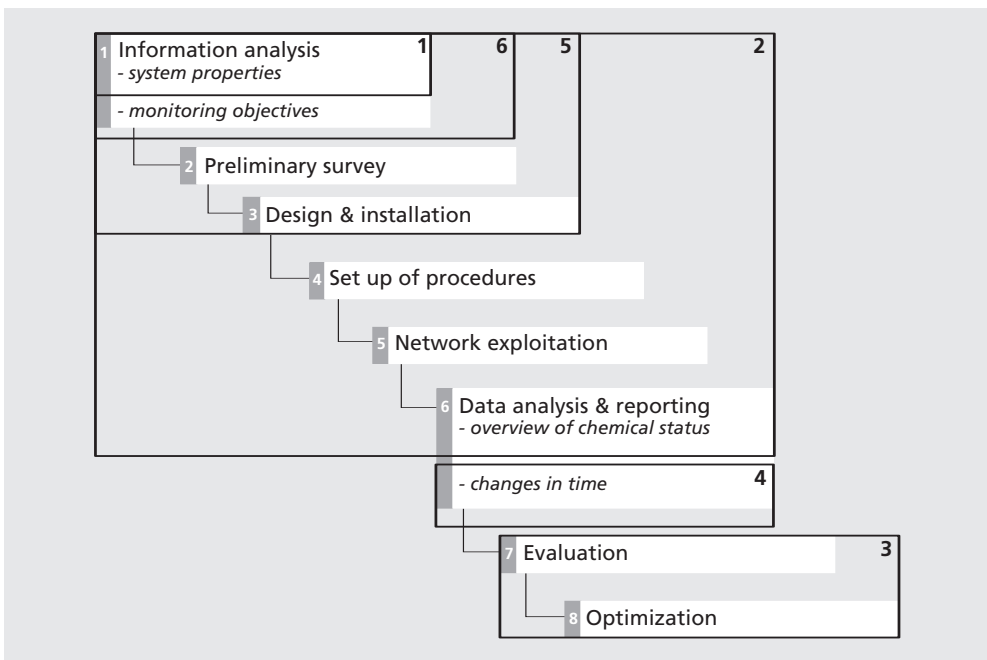 1 Information analysis 1 6 5 2
- system properties
- monitoring objectives
2 Preliminary survey
3 Design & installation
4 Set up of procedures
5 Network exploitation
6 Data analysis & reporting
- overview of chemical status
- changes in time 4
7 Evaluation 3
8 Optimization